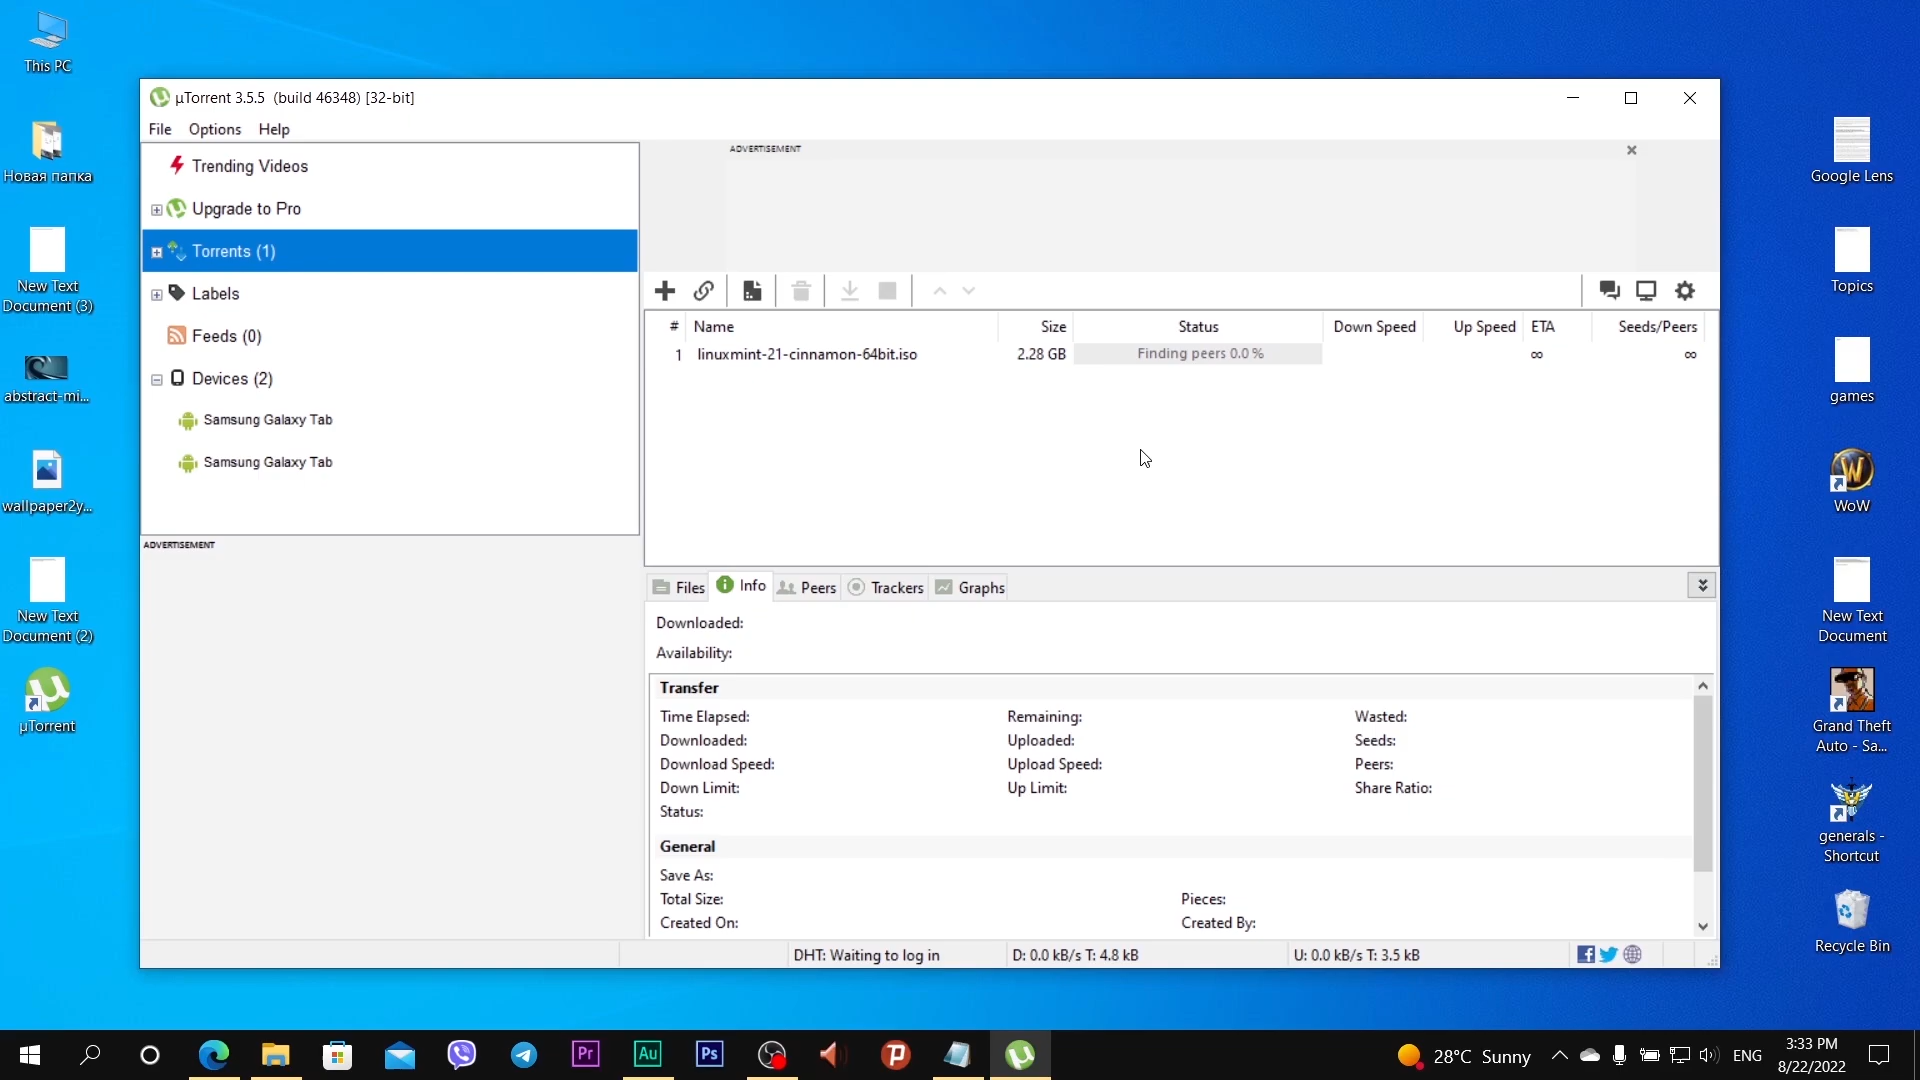 This PC
Новая папка
New Text
Document (3)
abstract-mi...
wallpaper2y...
New Text
Document (2)
µTorrent
µTorrent 3.5.5 (build 46348) [32-bit]
File Options Help
Trending Videos
Upgrade to Pro
Torrents (1)
Labels
Feeds (0)
Devices (2)
Samsung Galaxy Tab
Samsung Galaxy Tab
ADVERTISEMENT
ADVERTISEMENT
# Name Size Status Down Speed Up Speed ETA Seeds/Peers
1 linuxmint-21-cinnamon-64bit.iso 2.28 GB Finding peers 0.0 % ∞ ∞
Files Info Peers Trackers Graphs
Downloaded:
Availability:
Transfer
Time Elapsed: Remaining: Wasted:
Downloaded: Uploaded: Seeds:
Download Speed: Upload Speed: Peers:
Down Limit: Up Limit: Share Ratio:
Status:
General
Save As:
Total Size: Pieces:
Created On: Created By:
DHT: Waiting to log in D: 0.0 kB/s T: 4.8 kB U: 0.0 kB/s T: 3.5 kB
Google Lens
Topics
games
W
WoW
New Text
Document
Grand Theft
Auto - Sa...
generals -
Shortcut
Recycle Bin
Pr Au Ps
28°C Sunny ENG
3:33 PM
8/22/2022